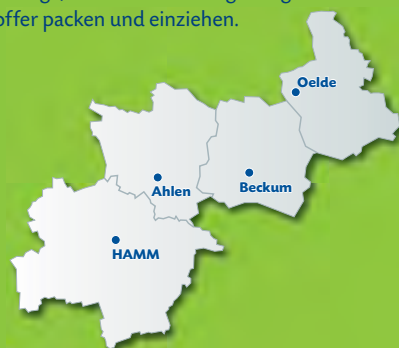 offer packen und einziehen.
Oelde
Ahlen
Beckum
HAMM